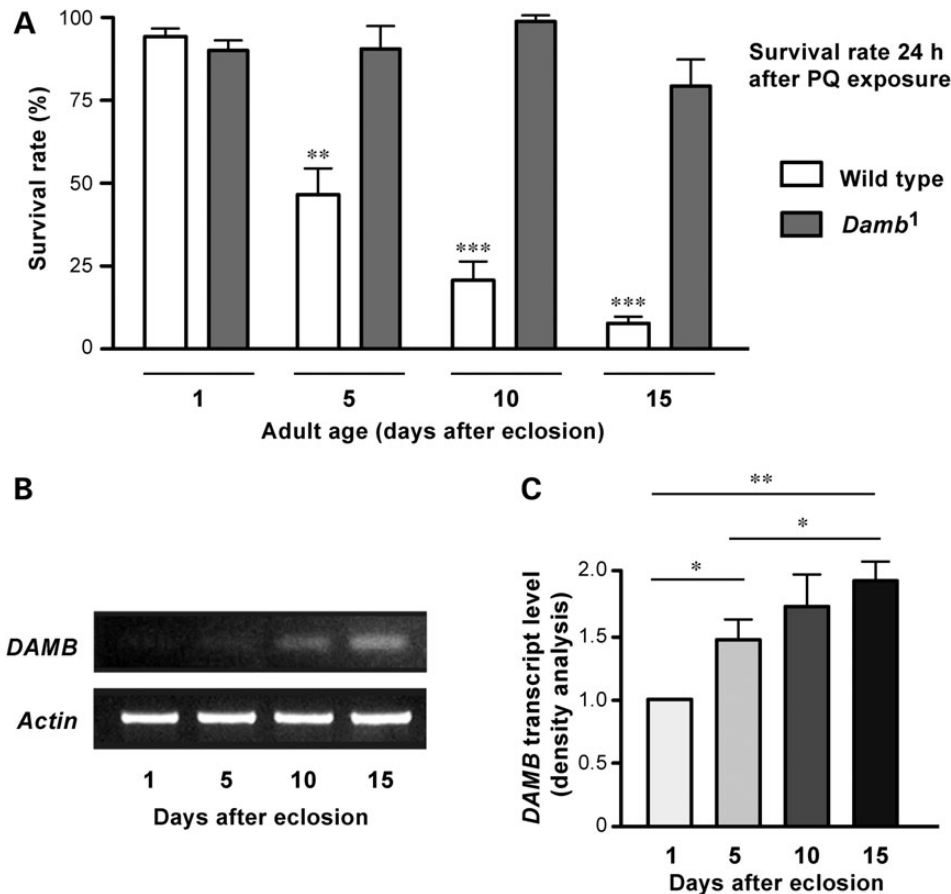 A
100
75
50
25
0
Survival rate (%)
**
***
***
1
5
10
15
Adult age (days after eclosion)
Survival rate 24 h
after PQ exposure
Wild type
Damb¹
B
DAMB
Actin
1
5
10
15
Days after eclosion
C
**
*
*
2.0
1.5
1.0
0.5
0
DAMB transcript level
(density analysis)
1
5
10
15
Days after eclosion